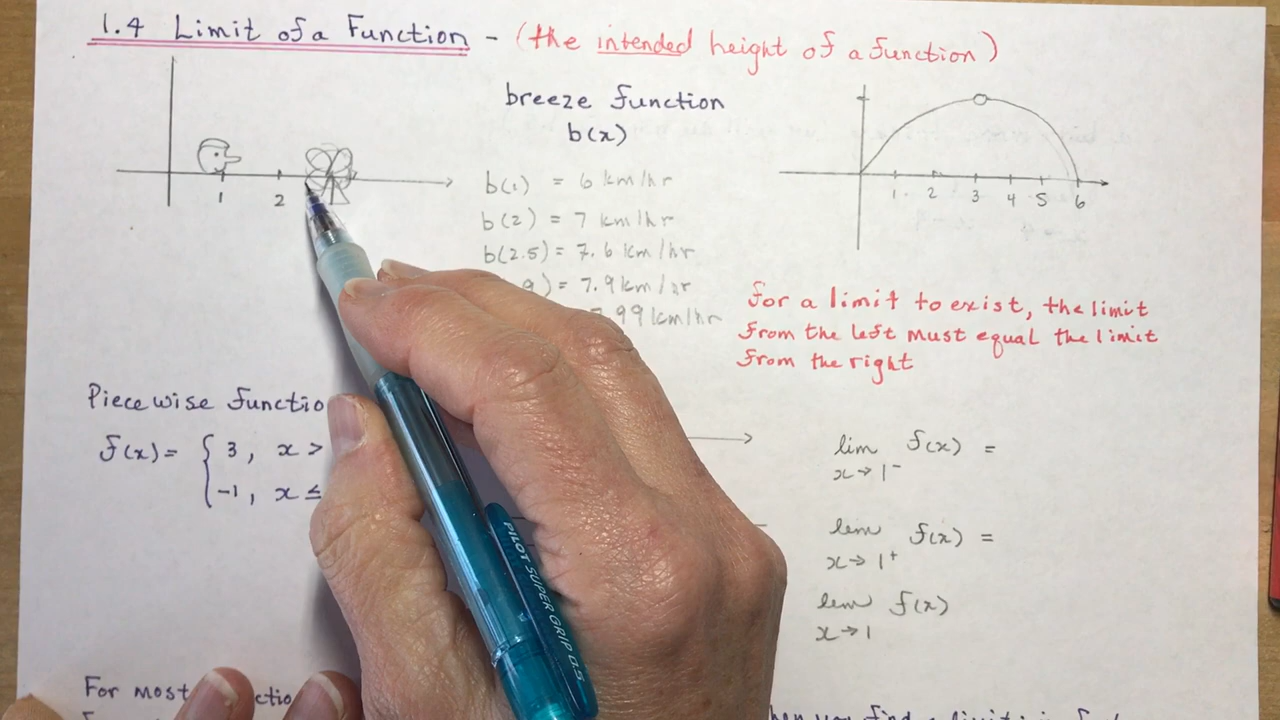 1.4 Limit of a Function - (the intended height of a function)
breeze function
b(x)
1 2
b(1) = 6 km/hr
b(2) = 7 km/hr
b(2.5) = 7.6 km/hr
9) = 7.9 km/hr
99 km/hr
1 2 3 4 5 6
for a limit to exist, the limit
from the left must equal the limit
from the right
Piecewise
f(x) = { 3, x >
-1, x ≤
lim f(x) =
x→1⁻
lim f(x) =
x→1⁺
lim f(x)
x→1
PILOT SUPER GRIP 0.5
For most